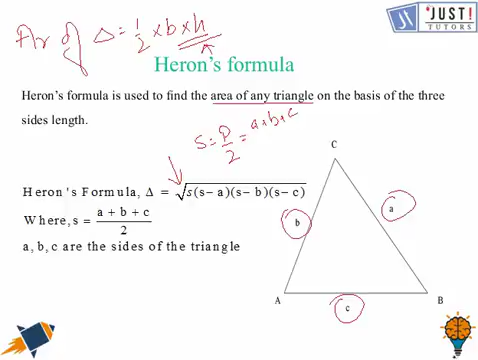 Ar of Δ = 1/2 × b × h
JT
"JUST!
TUTORS
Heron's formula
Heron's formula is used to find the area of any triangle on the basis of the three
sides length.
S = P/2 = a+b+c
C
Heron's Formula, Δ = √s(s−a)(s−b)(s−c)
Where, s = a + b + c / 2
a, b, c are the sides of the triangle
b
a
A
B
c